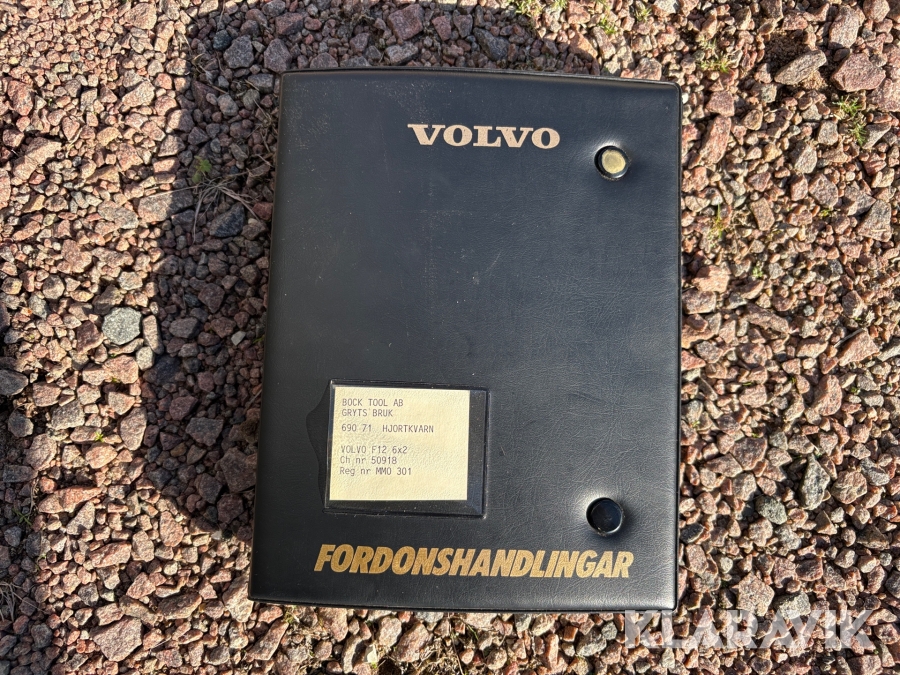 VOLVO
BOCK TOOL AB
GRYTS BRUK
690 71 HJORTKVARN
VOLVO F12 6x2
Ch nr 50918
Reg nr MMO 301
FORDONSHANDLINGAR
KLARAVIK